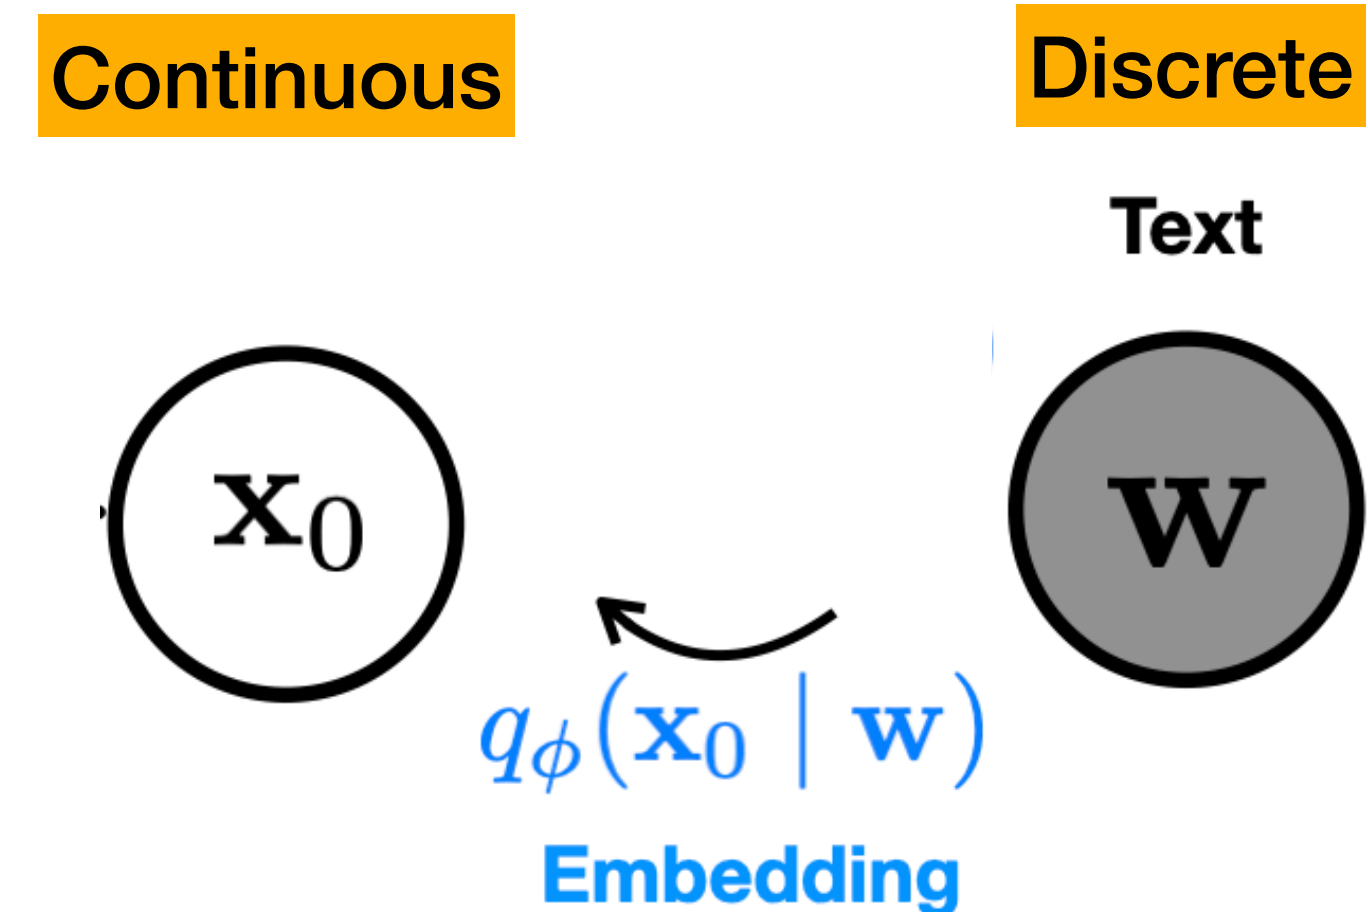 Continuous
Discrete
Text
x₀
w
qϕ(x₀ | w)
Embedding